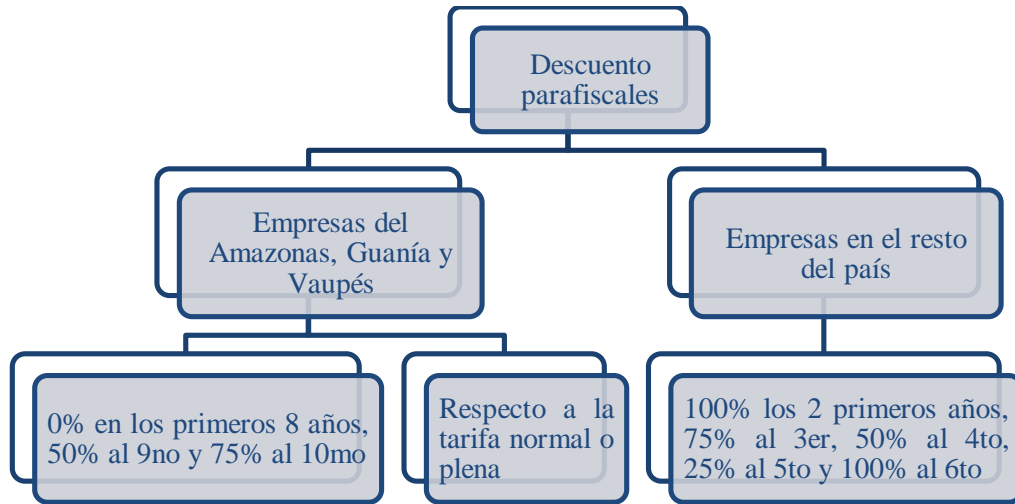 Descuento
parafiscales
Empresas del
Amazonas, Guanía y
Vaupés
Empresas en el resto
del país
0% en los primeros 8 años,
50% al 9no y 75% al 10mo
Respecto a la
tarifa normal o
plena
100% los 2 primeros años,
75% al 3er, 50% al 4to,
25% al 5to y 100% al 6to